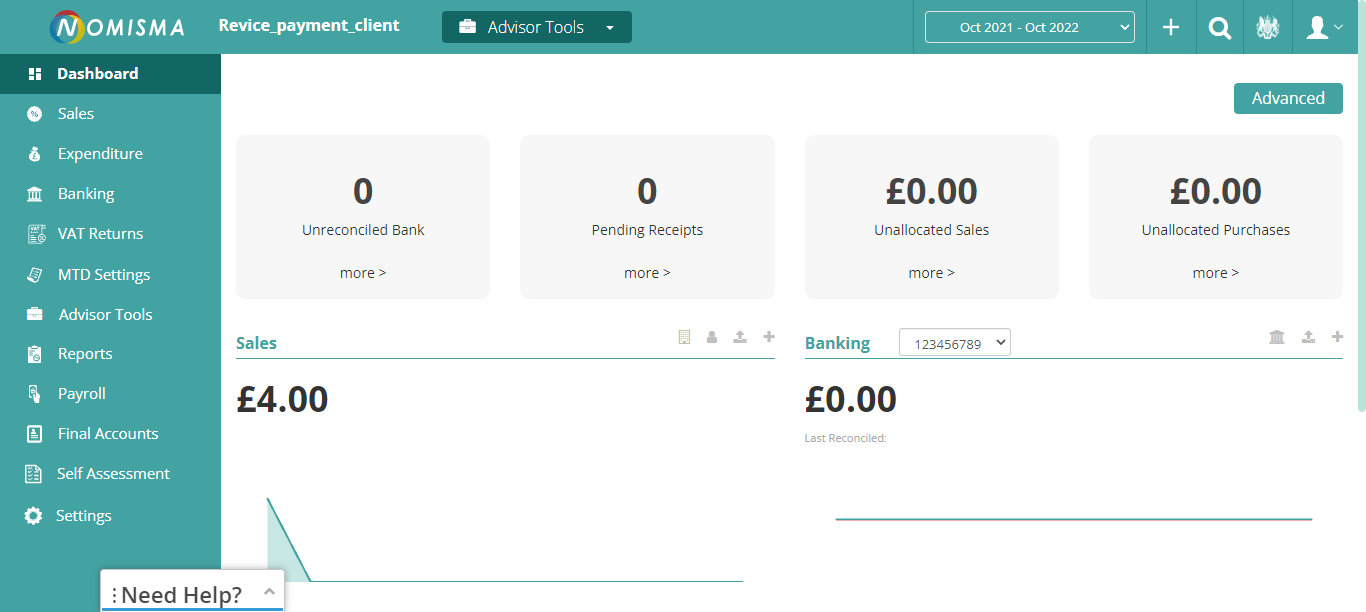 NOMISMA
Revice_payment_client
Advisor Tools
Oct 2021 - Oct 2022
Dashboard
Sales
Expenditure
Banking
VAT Returns
MTD Settings
Advisor Tools
Reports
Payroll
Final Accounts
Self Assessment
Settings
Advanced
0
Unreconciled Bank
more >
0
Pending Receipts
more >
£0.00
Unallocated Sales
more >
£0.00
Unallocated Purchases
more >
Sales
£4.00
Banking
123456789
£0.00
Last Reconciled:
Need Help?